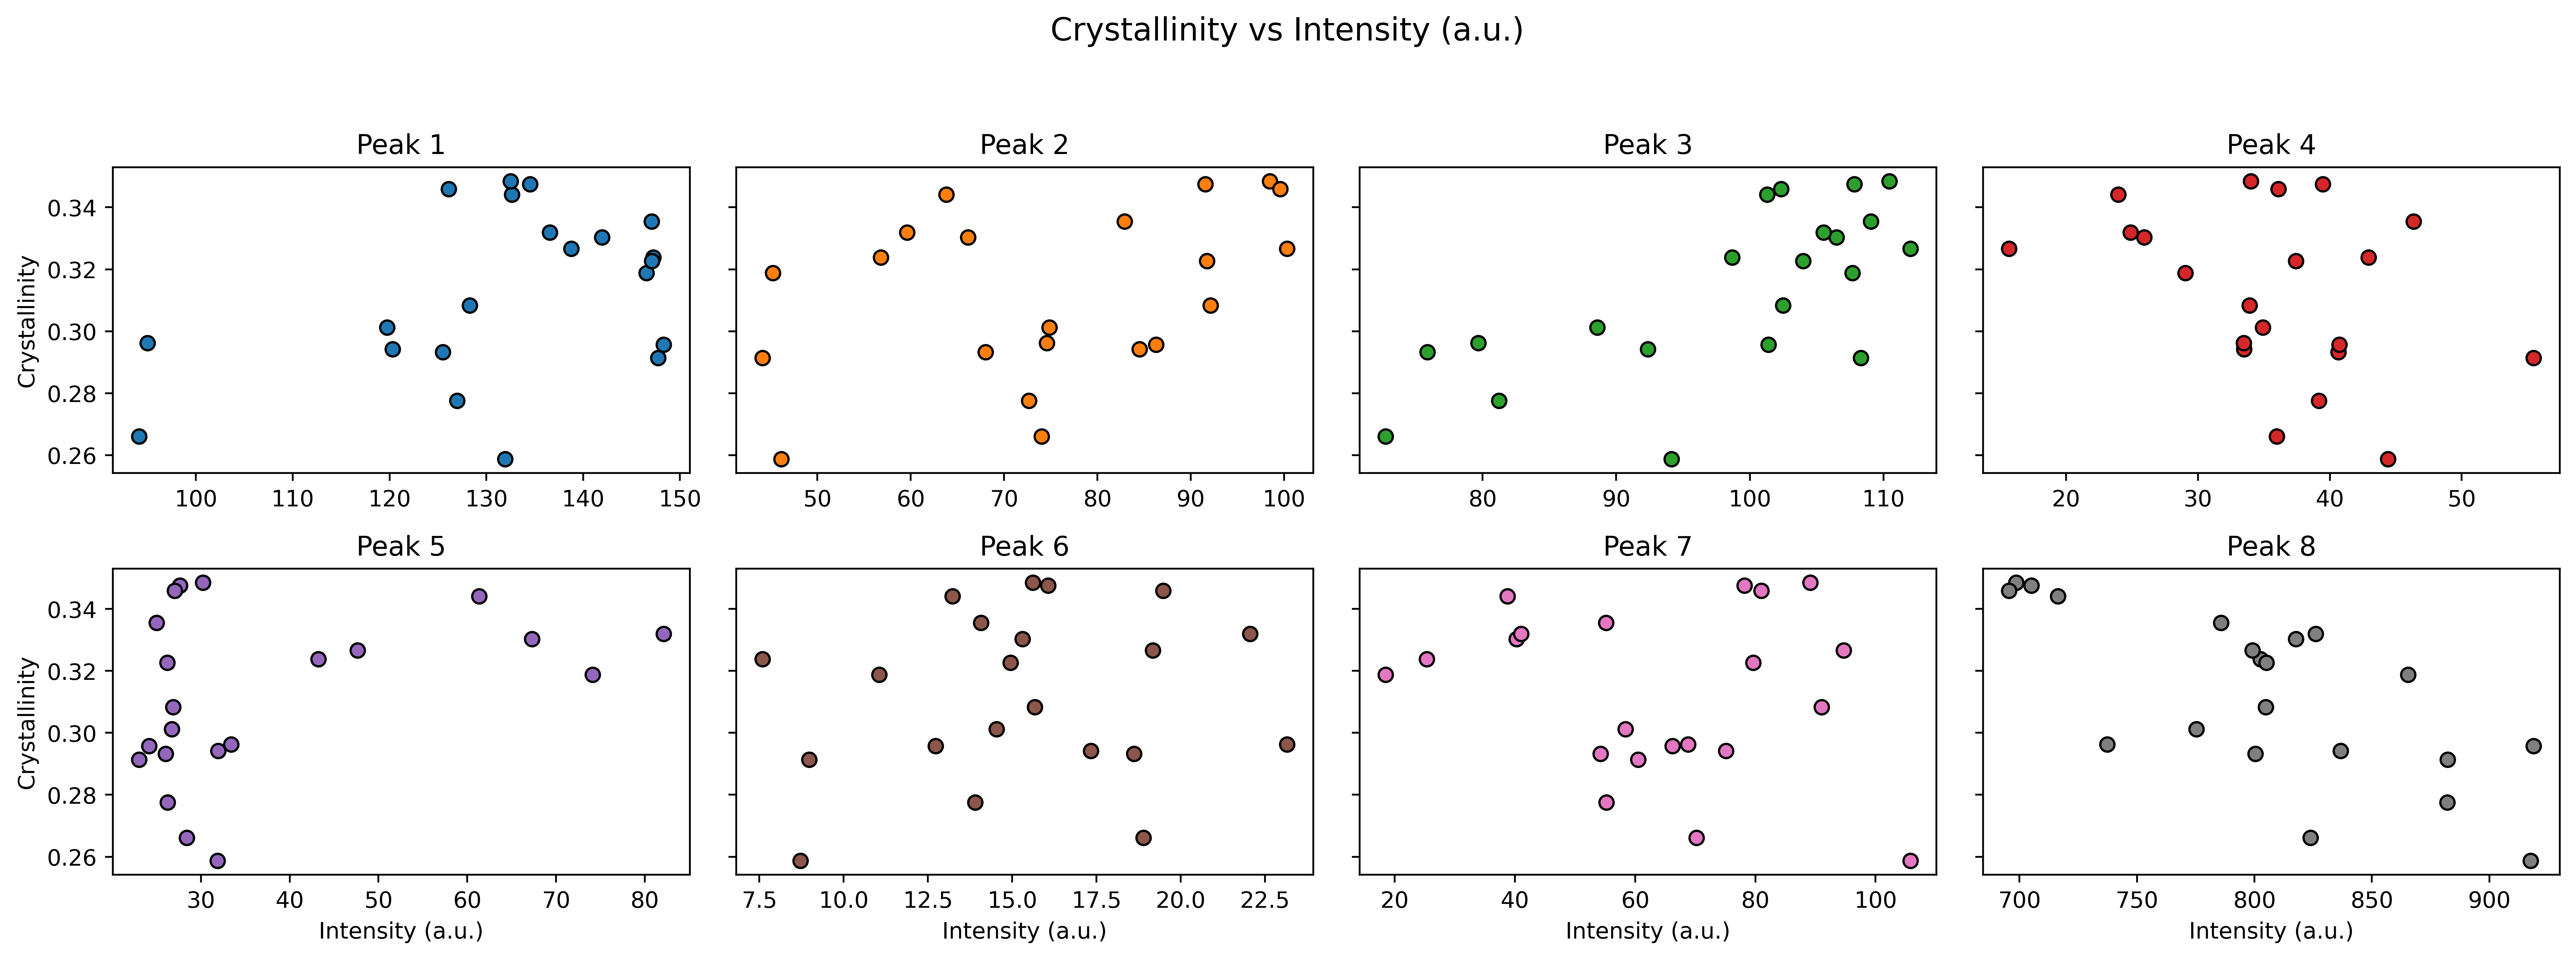 Crystallinity vs Intensity (a.u.)
Peak 1
Peak 2
Peak 3
Peak 4
Crystallinity
0.34
0.32
0.30
0.28
0.26
100 110 120 130 140 150
50 60 70 80 90 100
80 90 100 110
20 30 40 50
Peak 5
Peak 6
Peak 7
Peak 8
Crystallinity
0.34
0.32
0.30
0.28
0.26
30 40 50 60 70 80
7.5 10.0 12.5 15.0 17.5 20.0 22.5
20 40 60 80 100
700 750 800 850 900
Intensity (a.u.)
Intensity (a.u.)
Intensity (a.u.)
Intensity (a.u.)